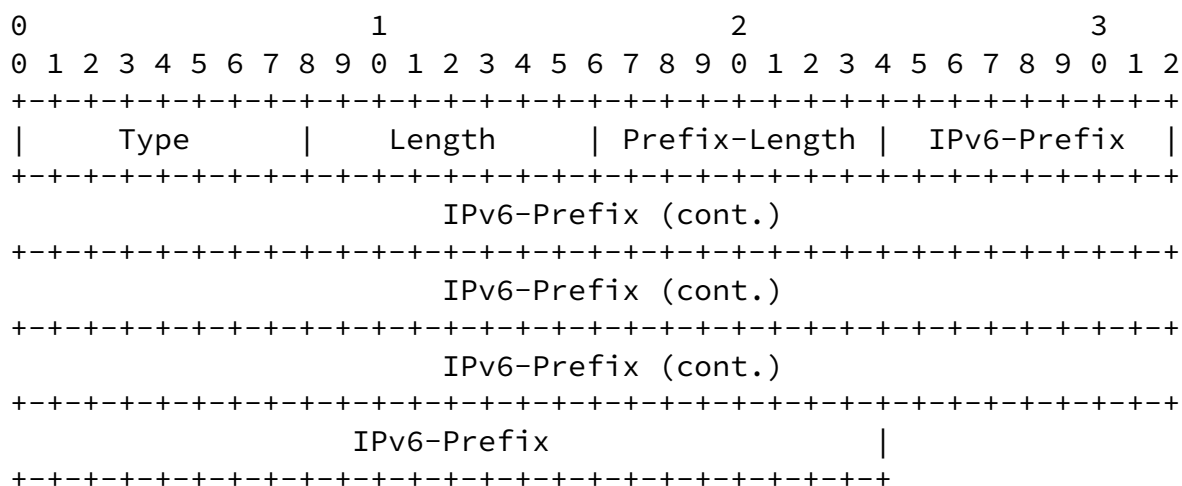 0                   1                   2                   3
0 1 2 3 4 5 6 7 8 9 0 1 2 3 4 5 6 7 8 9 0 1 2 3 4 5 6 7 8 9 0 1 2
+-+-+-+-+-+-+-+-+-+-+-+-+-+-+-+-+-+-+-+-+-+-+-+-+-+-+-+-+-+-+-+-+
|     Type      |    Length     | Prefix-Length |  IPv6-Prefix  |
+-+-+-+-+-+-+-+-+-+-+-+-+-+-+-+-+-+-+-+-+-+-+-+-+-+-+-+-+-+-+-+-+
                        IPv6-Prefix (cont.)
+-+-+-+-+-+-+-+-+-+-+-+-+-+-+-+-+-+-+-+-+-+-+-+-+-+-+-+-+-+-+-+-+
                        IPv6-Prefix (cont.)
+-+-+-+-+-+-+-+-+-+-+-+-+-+-+-+-+-+-+-+-+-+-+-+-+-+-+-+-+-+-+-+-+
                        IPv6-Prefix (cont.)
+-+-+-+-+-+-+-+-+-+-+-+-+-+-+-+-+-+-+-+-+-+-+-+-+-+-+-+-+-+-+-+-+
                   IPv6-Prefix                  |
+-+-+-+-+-+-+-+-+-+-+-+-+-+-+-+-+-+-+-+-+-+-+-+-+